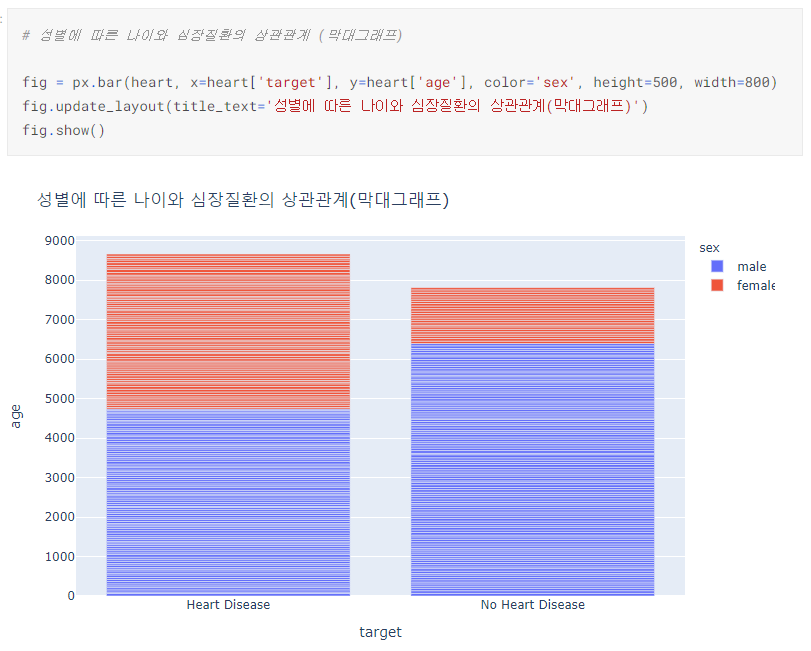 # 성별에 따른 나이와 심장질환의 상관관계 (막대그래프)
fig = px.bar(heart, x=heart['target'], y=heart['age'], color='sex', height=500, width=800)
fig.update_layout(title_text='성별에 따른 나이와 심장질환의 상관관계(막대그래프)')
fig.show()
성별에 따른 나이와 심장질환의 상관관계(막대그래프)
sex
male
female
9000
8000
7000
6000
5000
4000
3000
2000
1000
0
age
Heart Disease
No Heart Disease
target